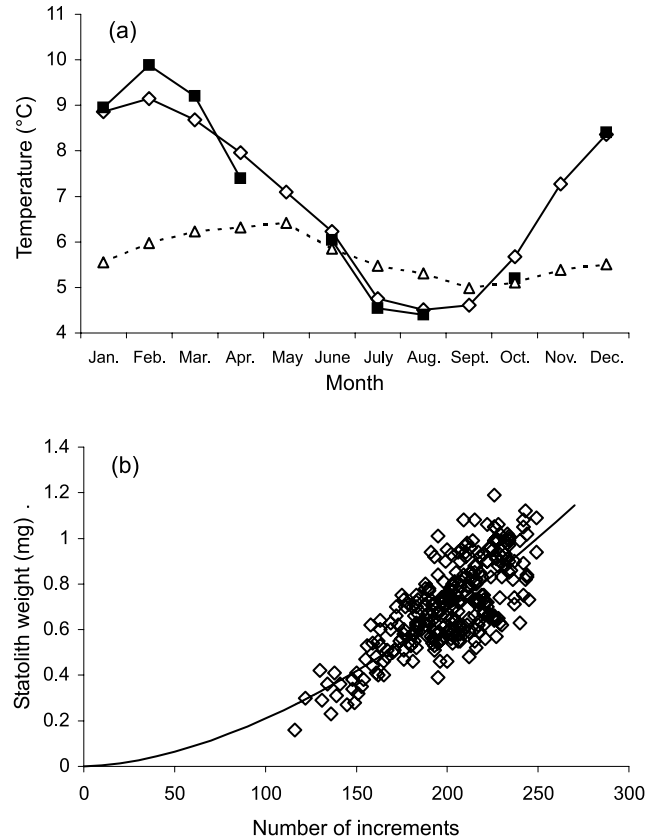 (a)
11
10
9
8
7
6
5
4
Temperature (°C)
Jan. Feb. Mar. Apr. May June July Aug. Sept. Oct. Nov. Dec.
Month
(b)
1.4
1.2
1
0.8
0.6
0.4
0.2
0
Statolith weight (mg) .
0 50 100 150 200 250 300
Number of increments